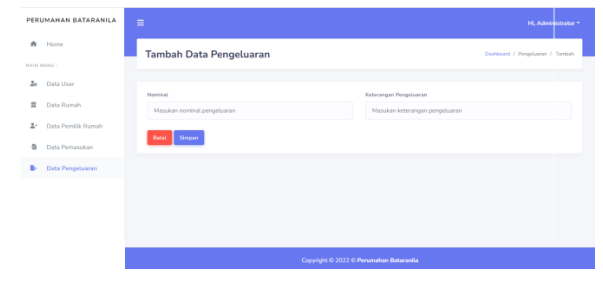 PERUMAHAN BATARANILA
Hi, Administrator
Home
Tambah Data Pengeluaran
Dashboard / Pengeluaran / Tambah
MAIN MENU :
Data User
Data Rumah
Data Pemilik Rumah
Data Pemasukan
Data Pengeluaran
Nominal
Keterangan Pengeluaran
Masukan nominal pengeluaran
Masukan keterangan pengeluaran
Batal
Simpan
Copyright © 2022 © Perumahan Bataranila